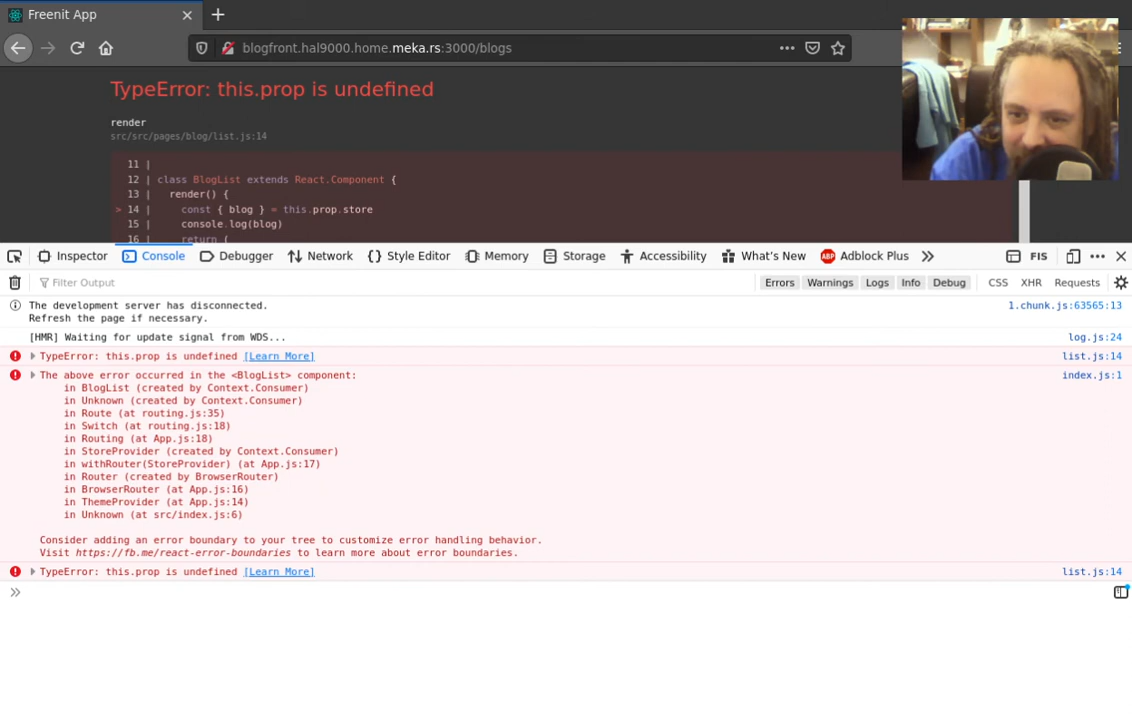 Freenit App
blogfront.hal9000.home.meka.rs:3000/blogs
TypeError: this.prop is undefined
render
src/src/pages/blog/list.js:14
11 |
12 | class BlogList extends React.Component {
13 | render() {
> 14 | const { blog } = this.prop.store
15 | console.log(blog)
16 | return (
Inspector Console Debugger Network Style Editor Memory Storage Accessibility What's New ABP Adblock Plus FIS
Filter Output Errors Warnings Logs Info Debug CSS XHR Requests
The development server has disconnected. 1.chunk.js:63565:13
Refresh the page if necessary.
[HMR] Waiting for update signal from WDS... log.js:24
TypeError: this.prop is undefined [Learn More] list.js:14
The above error occurred in the <BlogList> component: index.js:1
in BlogList (created by Context.Consumer)
in Unknown (created by Context.Consumer)
in Route (at routing.js:35)
in Switch (at routing.js:18)
in Routing (at App.js:18)
in StoreProvider (created by Context.Consumer)
in withRouter(StoreProvider) (at App.js:17)
in Router (created by BrowserRouter)
in BrowserRouter (at App.js:16)
in ThemeProvider (at App.js:14)
in Unknown (at src/index.js:6)
Consider adding an error boundary to your tree to customize error handling behavior.
Visit https://fb.me/react-error-boundaries to learn more about error boundaries.
TypeError: this.prop is undefined [Learn More] list.js:14